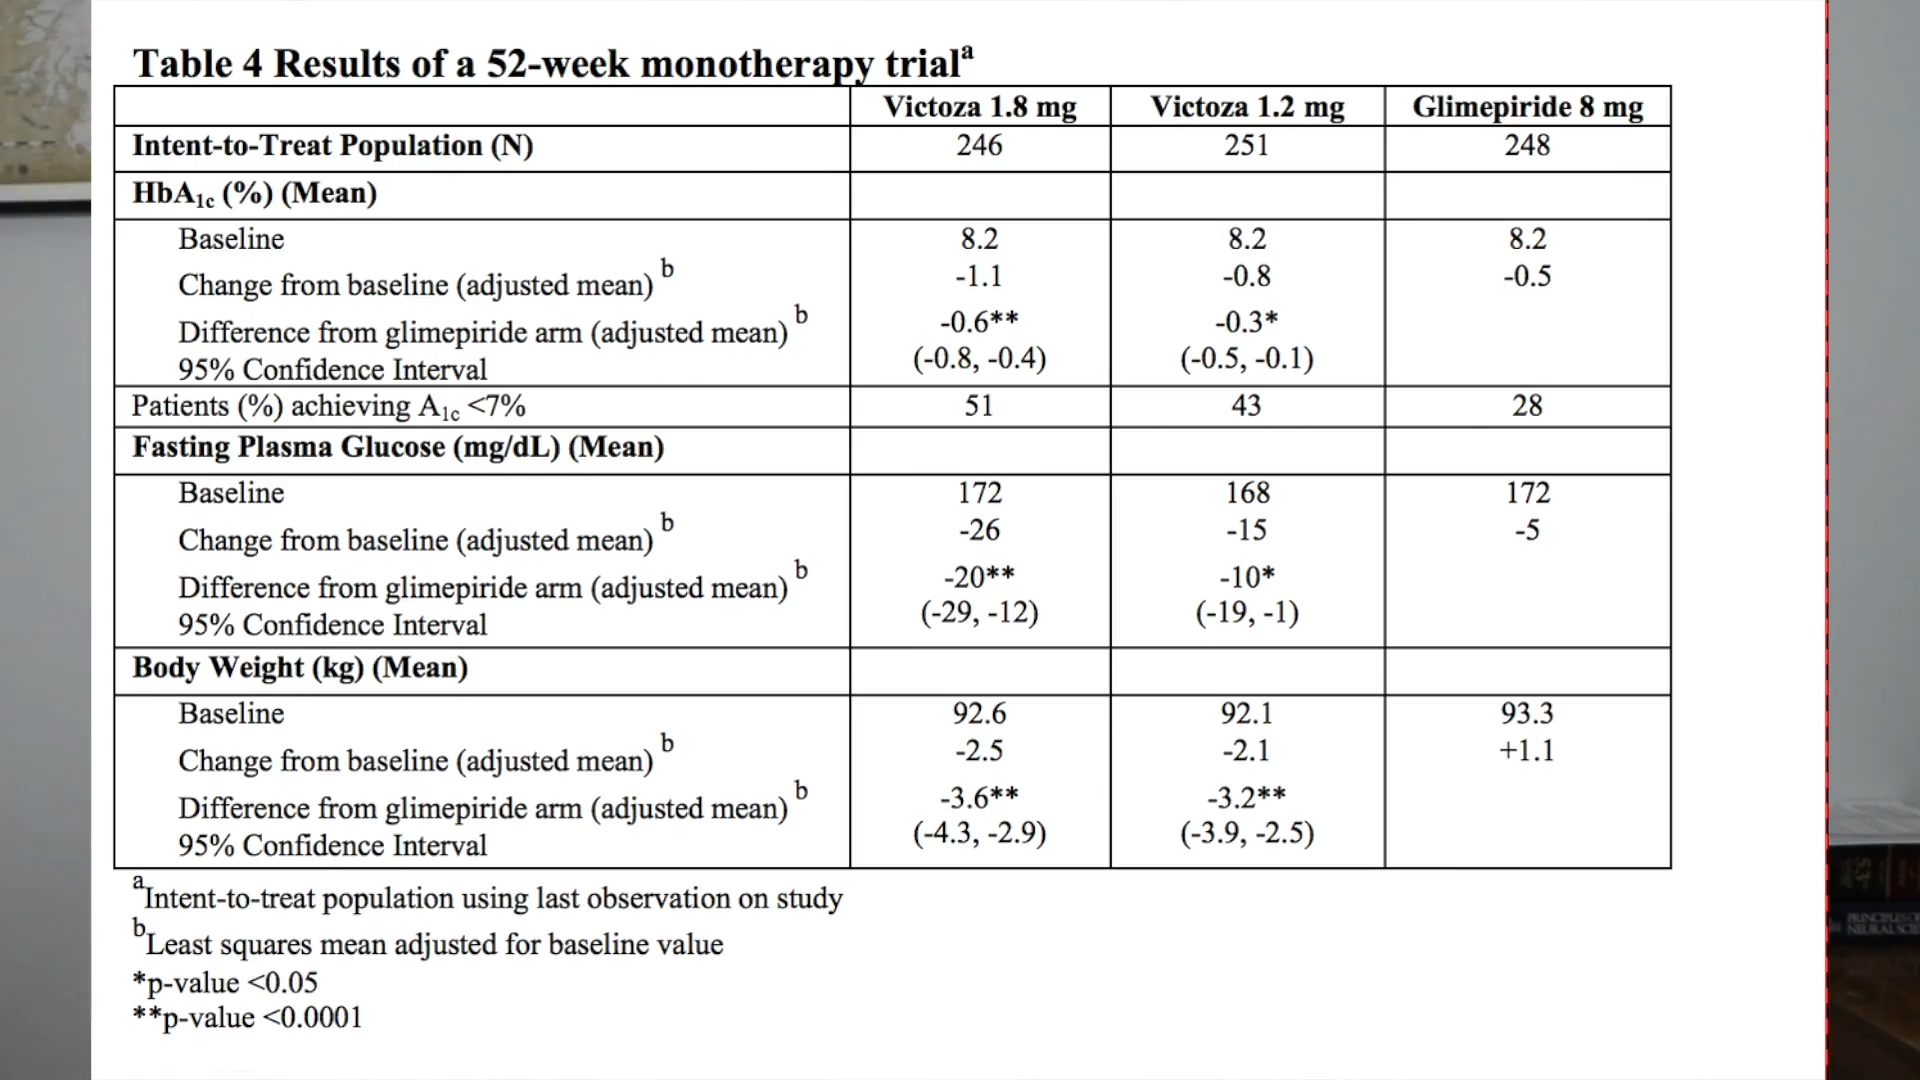 Table 4 Results of a 52-week monotherapy trialᵃ
Victoza 1.8 mg Victoza 1.2 mg Glimepiride 8 mg
Intent-to-Treat Population (N) 246 251 248
HbA₁c (%) (Mean)
Baseline 8.2 8.2 8.2
Change from baseline (adjusted mean) ᵇ -1.1 -0.8 -0.5
Difference from glimepiride arm (adjusted mean) ᵇ -0.6** -0.3*
95% Confidence Interval (-0.8, -0.4) (-0.5, -0.1)
Patients (%) achieving A₁c <7% 51 43 28
Fasting Plasma Glucose (mg/dL) (Mean)
Baseline 172 168 172
Change from baseline (adjusted mean) ᵇ -26 -15 -5
Difference from glimepiride arm (adjusted mean) ᵇ -20** -10*
95% Confidence Interval (-29, -12) (-19, -1)
Body Weight (kg) (Mean)
Baseline 92.6 92.1 93.3
Change from baseline (adjusted mean) ᵇ -2.5 -2.1 +1.1
Difference from glimepiride arm (adjusted mean) ᵇ -3.6** -3.2**
95% Confidence Interval (-4.3, -2.9) (-3.9, -2.5)
ᵃIntent-to-treat population using last observation on study
ᵇLeast squares mean adjusted for baseline value
*p-value <0.05
**p-value <0.0001
PRINCIPLES OF
NEURAL SCIE